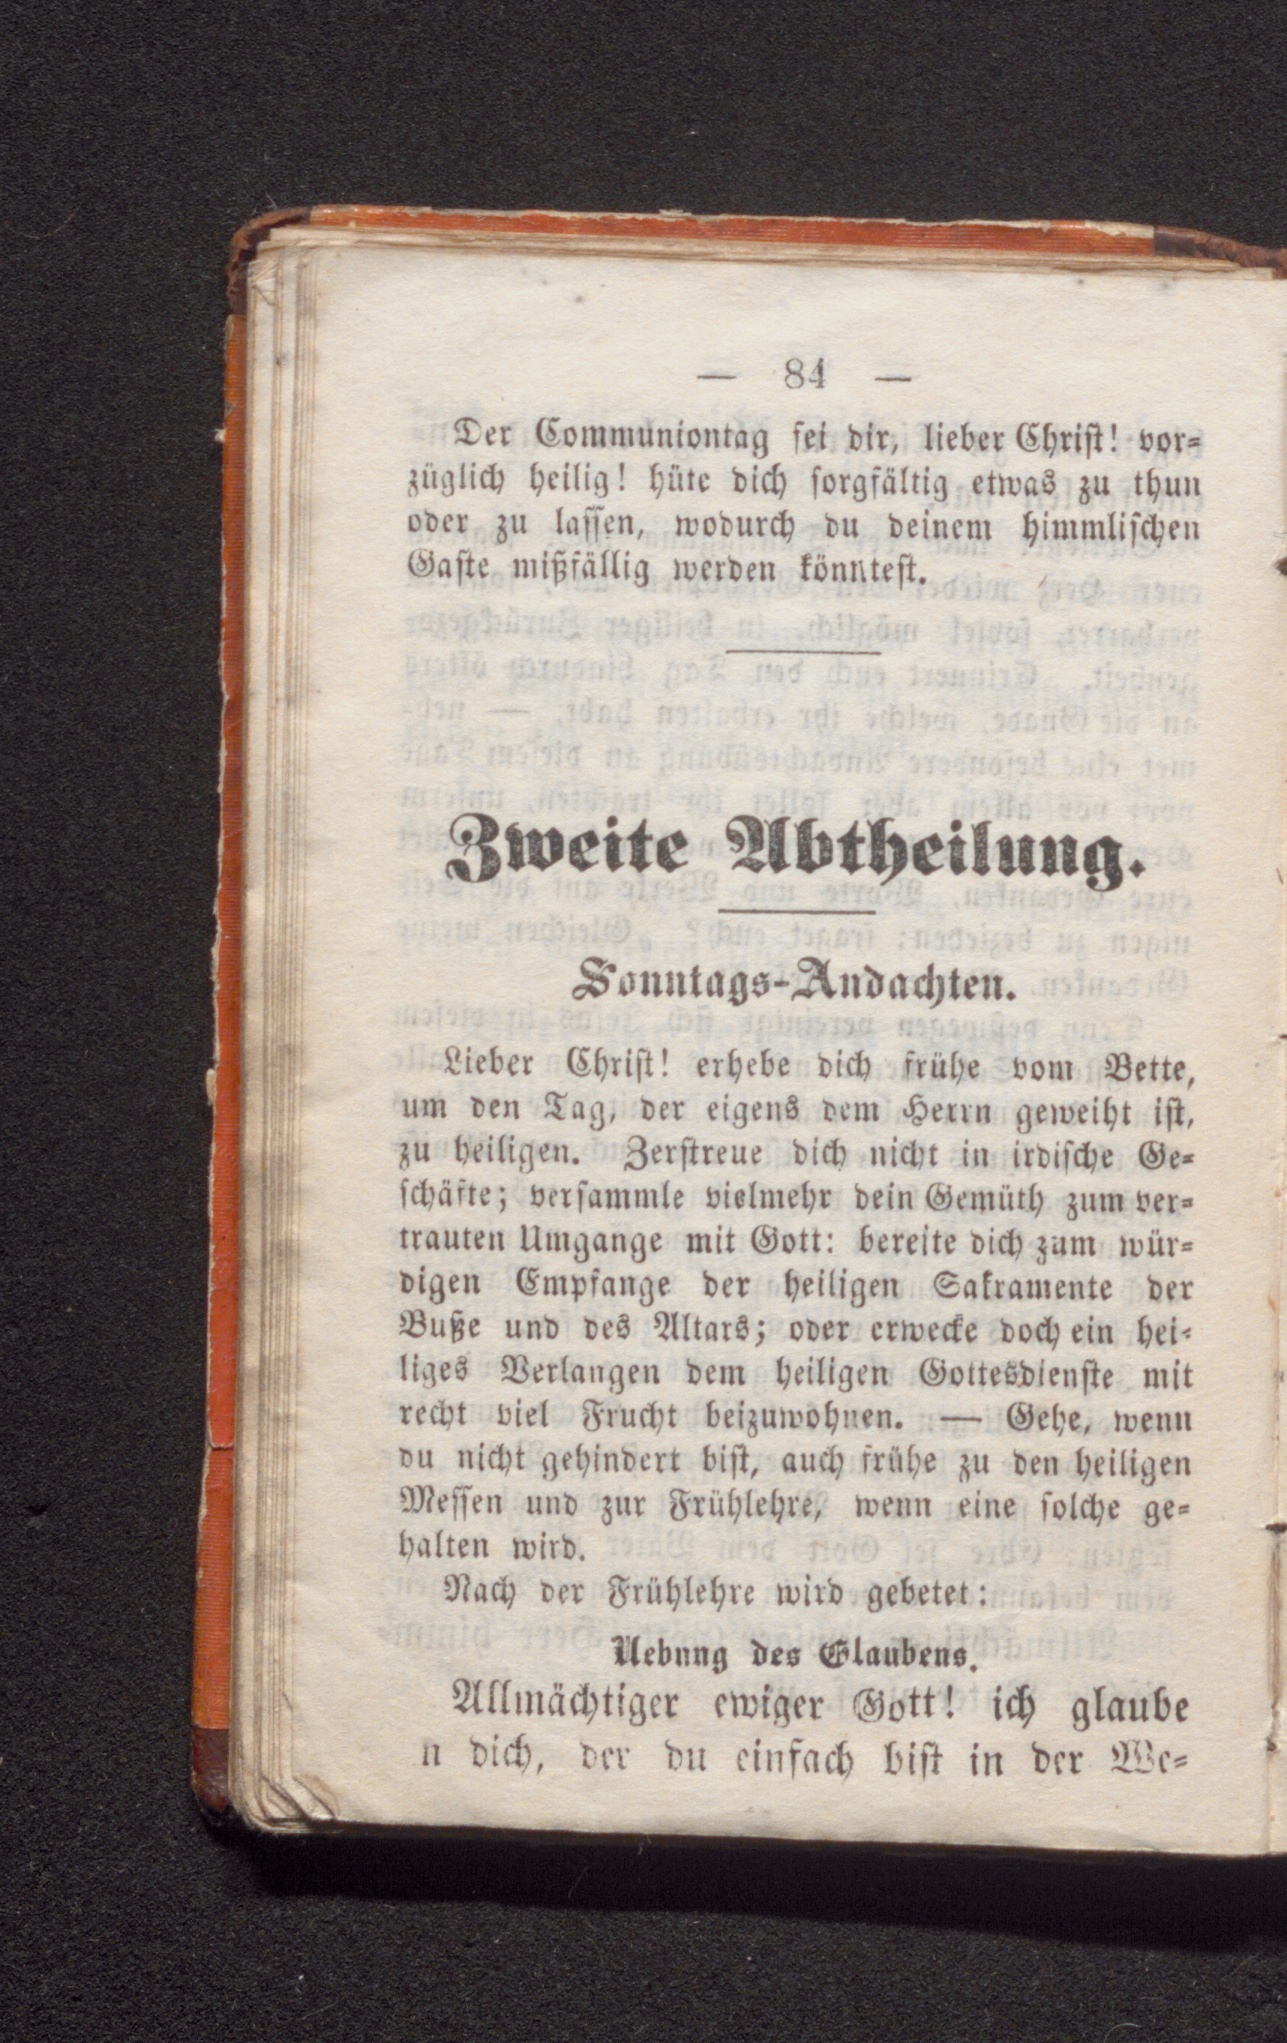 — 84 —
Der Communiontag sei dir, lieber Christ! vor-
züglich heilig! hüte dich sorgfältig etwas zu thun
oder zu lassen, wodurch du deinem himmlischen
Gaste mißfällig werden könntest.
Zweite Abtheilung.
Sonntags-Andachten.
Lieber Christ! erhebe dich frühe vom Bette,
um den Tag, der eigens dem Herrn geweiht ist,
zu heiligen. Zerstreue dich nicht in irdische Ge-
schäfte; versammle vielmehr dein Gemüth zum ver-
trauten Umgange mit Gott: bereite dich zum wür-
digen Empfange der heiligen Sakramente der
Buße und des Altars; oder erwecke doch ein hei-
liges Verlangen dem heiligen Gottesdienste mit
recht viel Frucht beizuwohnen. — Gehe, wenn
du nicht gehindert bist, auch frühe zu den heiligen
Messen und zur Frühlehre, wenn eine solche ge-
halten wird.
Nach der Frühlehre wird gebetet:
Uebung des Glaubens.
Allmächtiger ewiger Gott! ich glaube
n dich, der du einfach bist in der We-